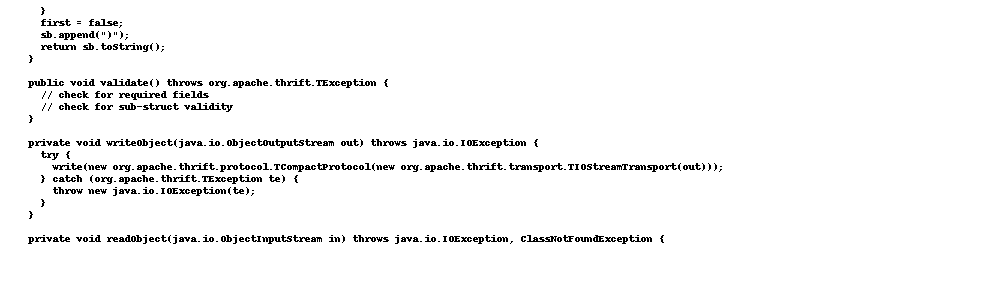 }
first = false;
sb.append(")");
return sb.toString();
}
public void validate() throws org.apache.thrift.TException {
// check for required fields
// check for sub-struct validity
}
private void writeObject(java.io.ObjectOutputStream out) throws java.io.IOException {
try {
write(new org.apache.thrift.protocol.TCompactProtocol(new org.apache.thrift.transport.TIOStreamTransport(out)));
} catch (org.apache.thrift.TException te) {
throw new java.io.IOException(te);
}
}
private void readObject(java.io.ObjectInputStream in) throws java.io.IOException, ClassNotFoundException {